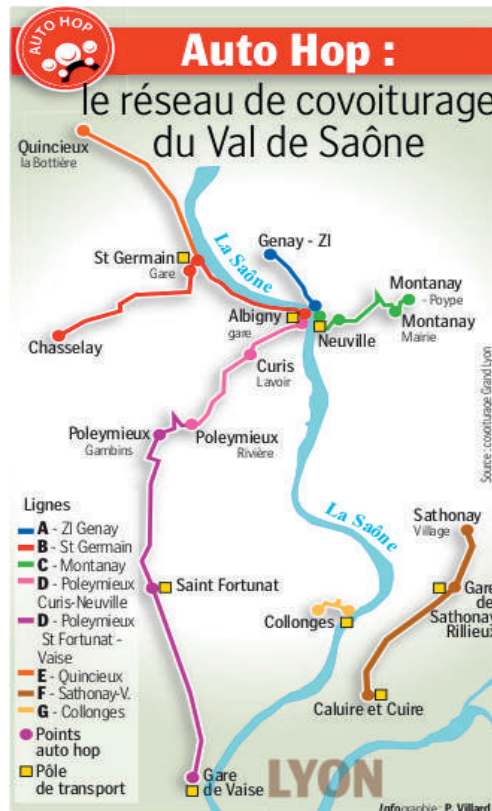 AUTO HOP
Auto Hop :
le réseau de covoiturage
du Val de Saône
Quincieux
la Bottière
La Saône
Genay - ZI
St Germain
Gare
Montanay
- Poype
Albigny
gare
Neuville
Montanay
Mairie
Chasselay
Curis
Lavoir
Poleymieux
Gambins
Poleymieux
Rivière
Source : covoiturage Grand Lyon
Lignes
A - ZI Genay
B - St Germain
C - Montanay
D - Poleymieux
Curis-Neuville
D - Poleymieux
St Fortunat -
Vaise
E - Quincieux
F - Sathonay-V.
G - Collonges
Points
auto hop
Pôle
de transport
La Saône
Sathonay
Village
Saint Fortunat
Gare
de
Sathonay
Rillieux
Collonges
Caluire et Cuire
Gare
de Vaise
LYON
Infographie : P. Villard